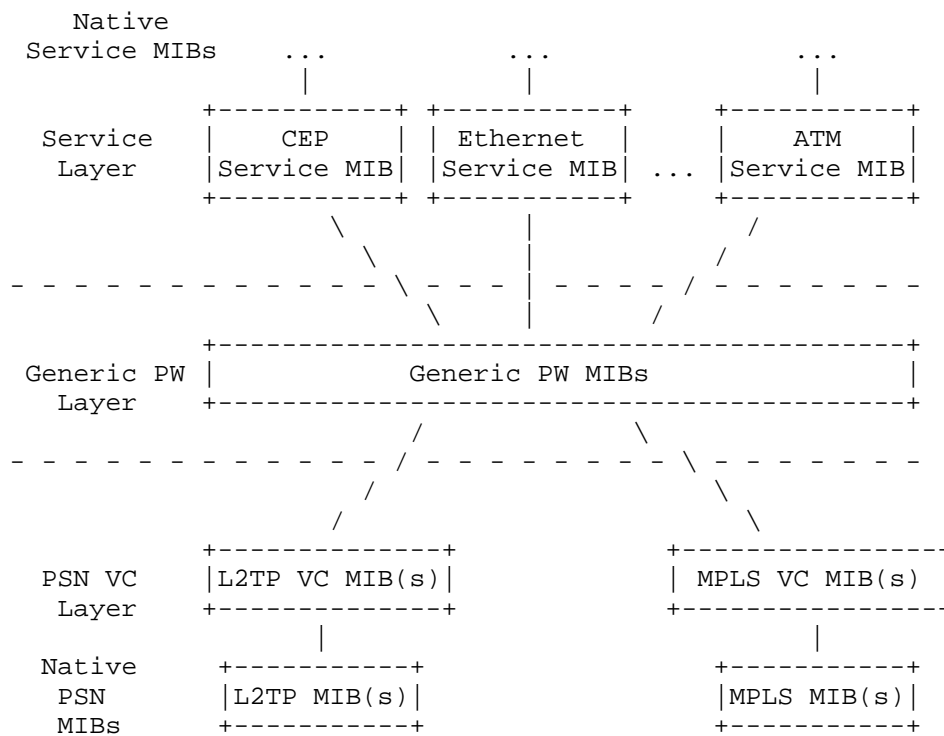 Native
Service MIBs ... ... ...
Service CEP Ethernet ATM
Layer Service MIB Service MIB ... Service MIB
Generic PW Generic PW MIBs
Layer
PSN VC L2TP VC MIB(s) MPLS VC MIB(s)
Layer
Native
PSN L2TP MIB(s) MPLS MIB(s)
MIBs